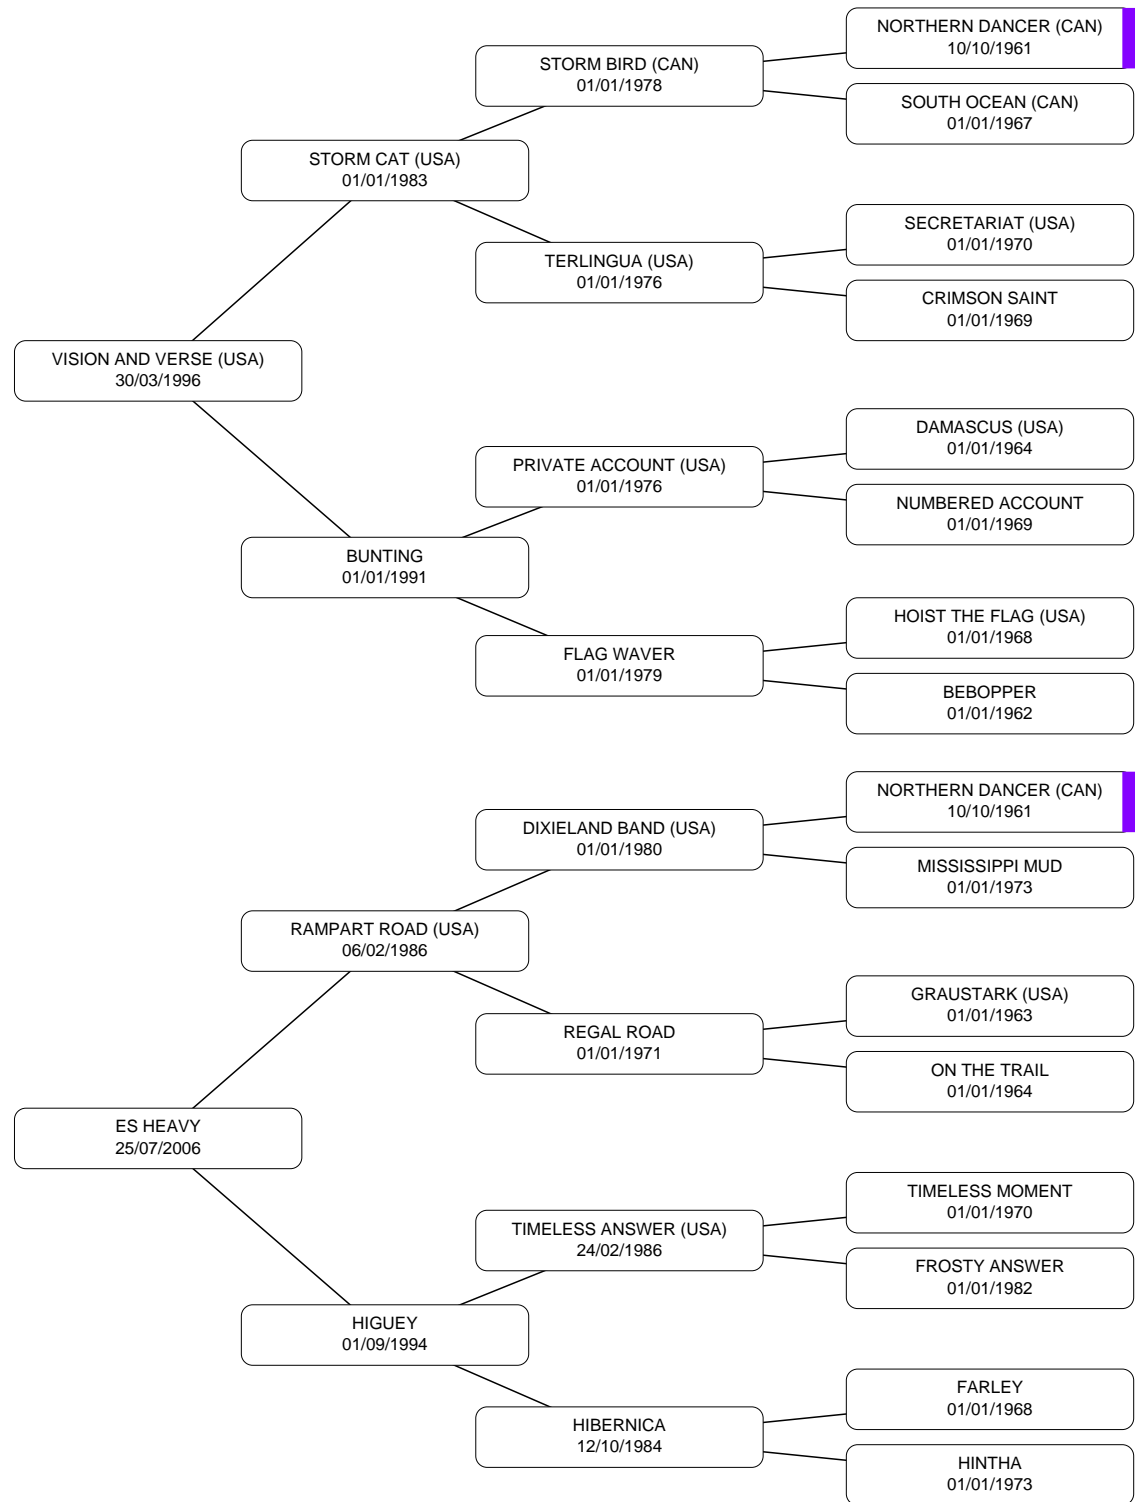 NORTHERN DANCER (CAN)
10/10/1961
STORM BIRD (CAN)
01/01/1978
SOUTH OCEAN (CAN)
01/01/1967
STORM CAT (USA)
01/01/1983
SECRETARIAT (USA)
01/01/1970
TERLINGUA (USA)
01/01/1976
CRIMSON SAINT
01/01/1969
VISION AND VERSE (USA)
30/03/1996
DAMASCUS (USA)
01/01/1964
PRIVATE ACCOUNT (USA)
01/01/1976
NUMBERED ACCOUNT
01/01/1969
BUNTING
01/01/1991
HOIST THE FLAG (USA)
01/01/1968
FLAG WAVER
01/01/1979
BEBOPPER
01/01/1962
NORTHERN DANCER (CAN)
10/10/1961
DIXIELAND BAND (USA)
01/01/1980
MISSISSIPPI MUD
01/01/1973
RAMPART ROAD (USA)
06/02/1986
GRAUSTARK (USA)
01/01/1963
REGAL ROAD
01/01/1971
ON THE TRAIL
01/01/1964
ES HEAVY
25/07/2006
TIMELESS MOMENT
01/01/1970
TIMELESS ANSWER (USA)
24/02/1986
FROSTY ANSWER
01/01/1982
HIGUEY
01/09/1994
FARLEY
01/01/1968
HIBERNICA
12/10/1984
HINTHA
01/01/1973